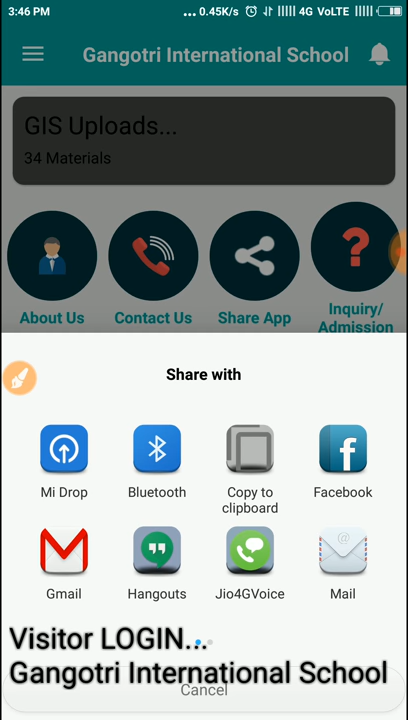 3:46 PM ...0.45K/s 4G VoLTE
Gangotri International School
GIS Uploads...
34 Materials
About Us Contact Us Share App Inquiry/
Admission
Share with
Mi Drop Bluetooth Copy to Facebook
clipboard
Gmail Hangouts Jio4GVoice Mail
Visitor LOGIN...
Gangotri International School
Cancel